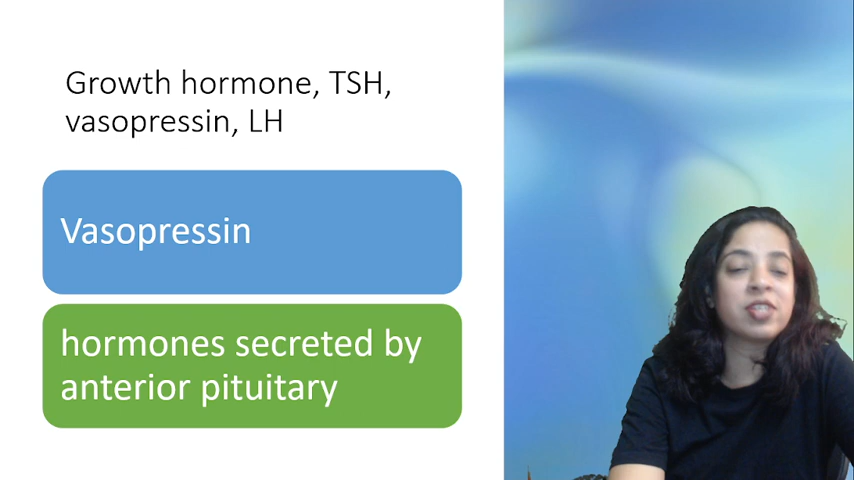 Growth hormone, TSH,
vasopressin, LH
Vasopressin
hormones secreted by
anterior pituitary